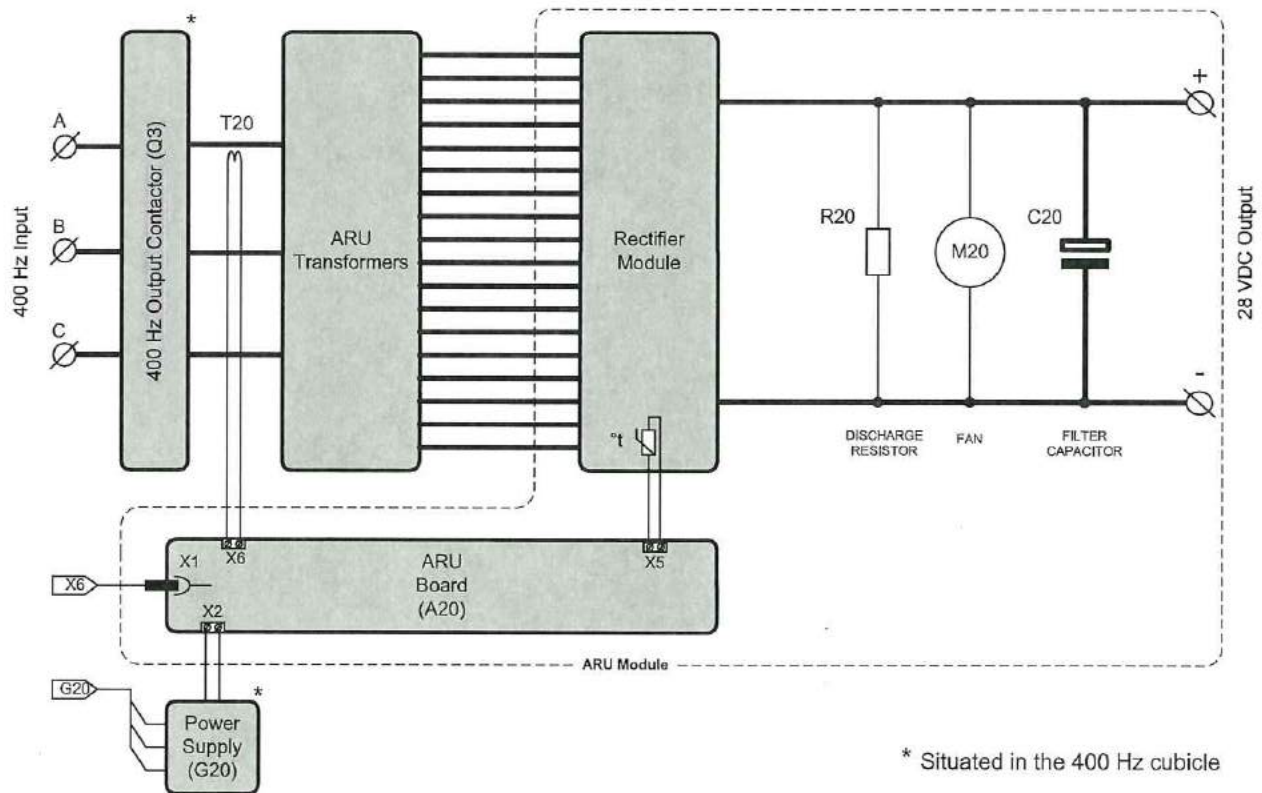 *
400 Hz Input
A
B
C
400 Hz Output Contactor (Q3)
T20
ARU
Transformers
Rectifier
Module
°t
R20
M20
C20
DISCHARGE
RESISTOR
FAN
FILTER
CAPACITOR
+
-
28 VDC Output
X6
X1
X6
ARU
Board
(A20)
X5
X2
ARU Module
G20
*
Power
Supply
(G20)
* Situated in the 400 Hz cubicle